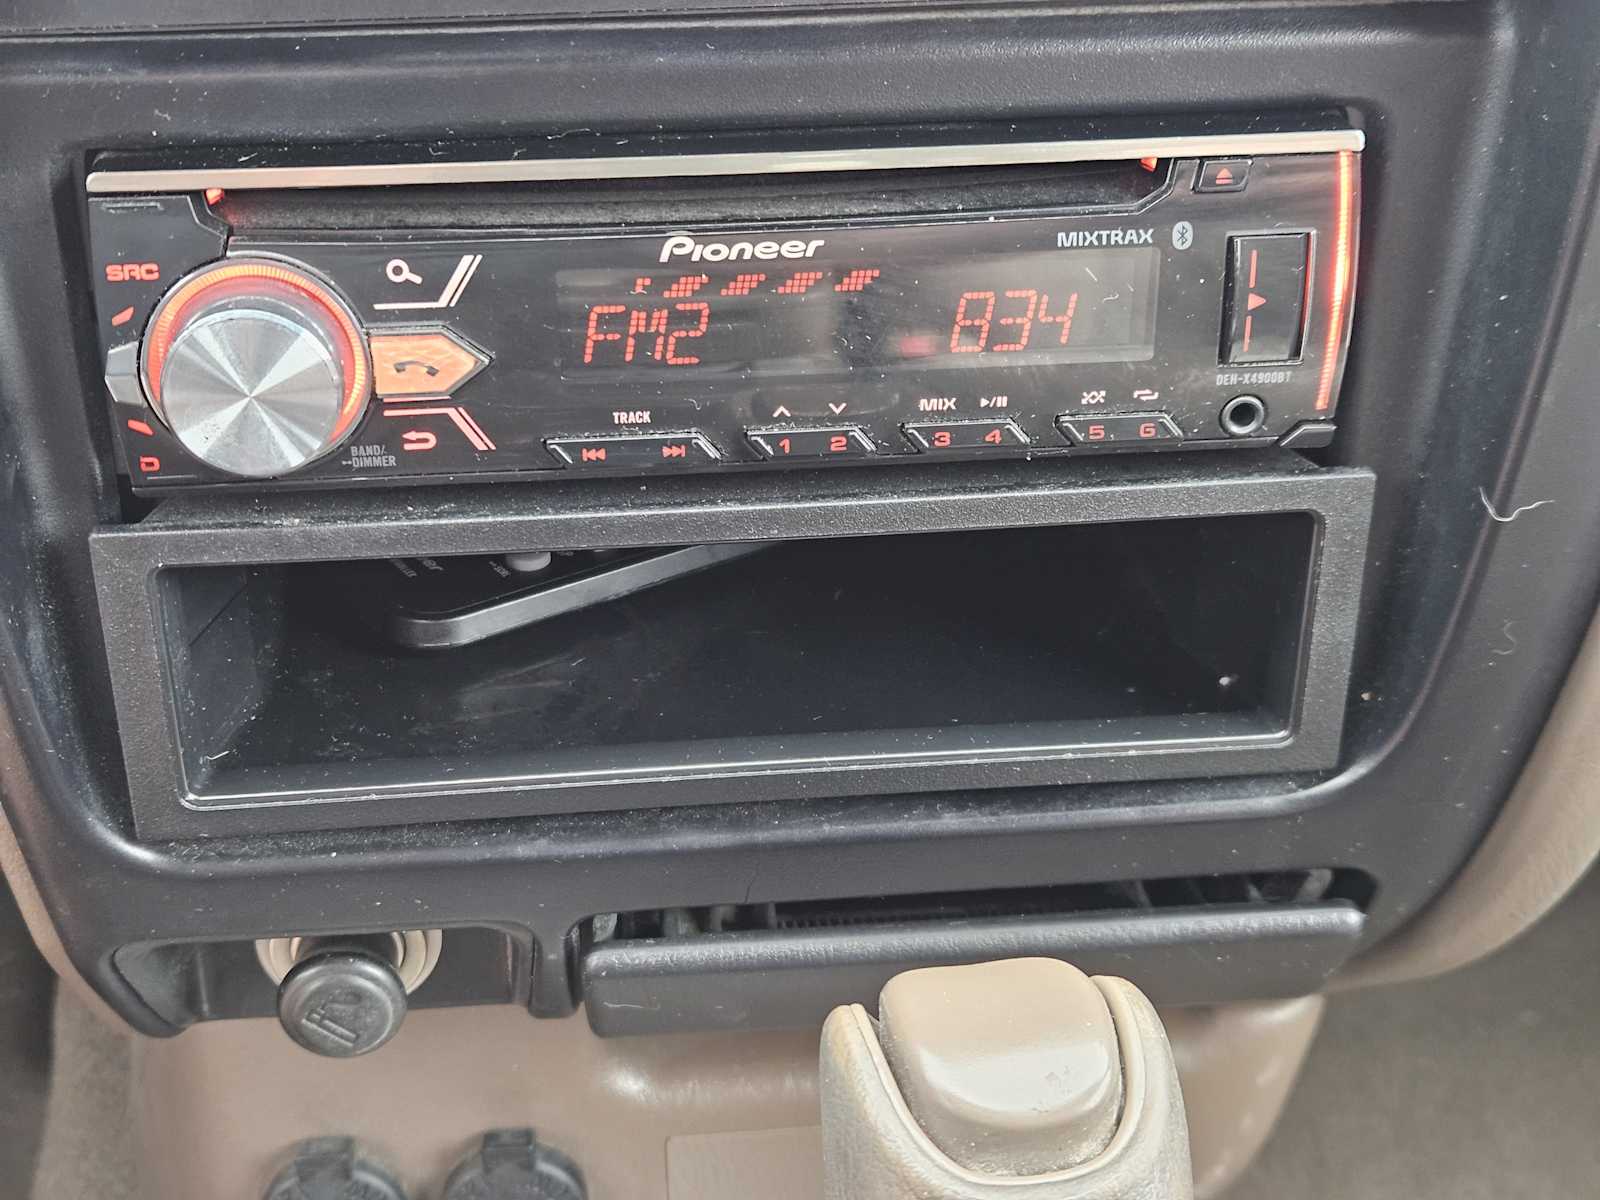 Pioneer
MIXTRAX
SRC
FM2 834
DEH-X4900BT
TRACK
MIX
1 2 3 4 5 6
BAND/
DIMMER